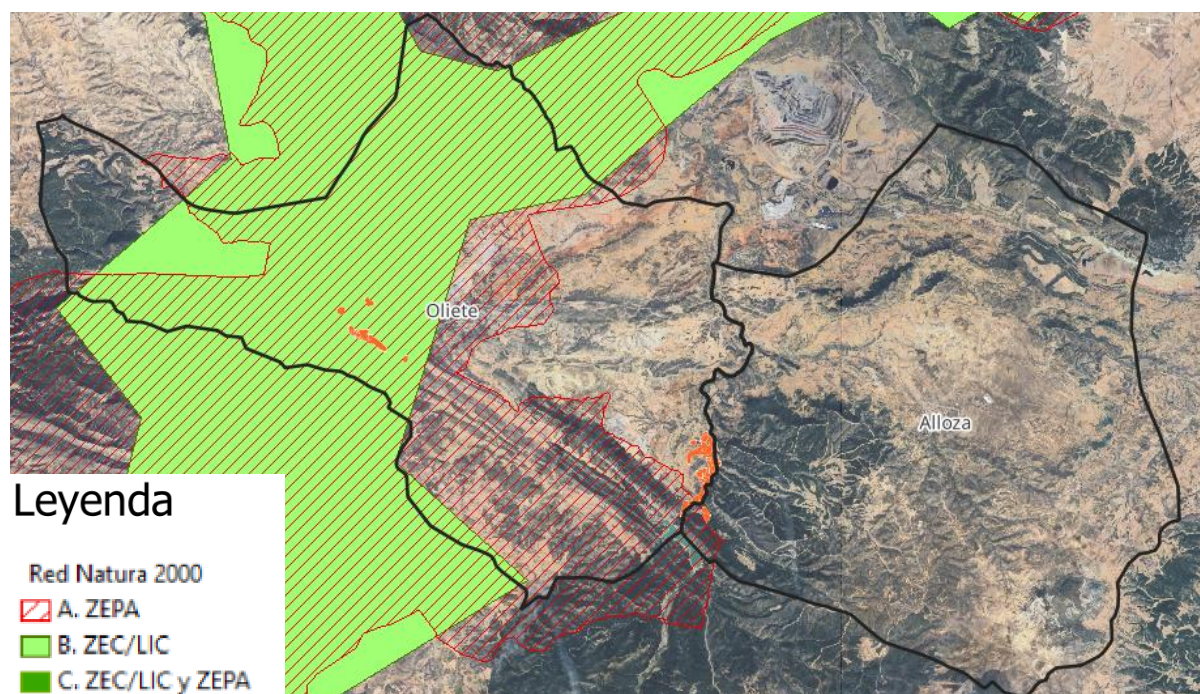 Oliete
Alloza
Leyenda
Red Natura 2000
A. ZEPA
B. ZEC/LIC
C. ZEC/LIC y ZEPA